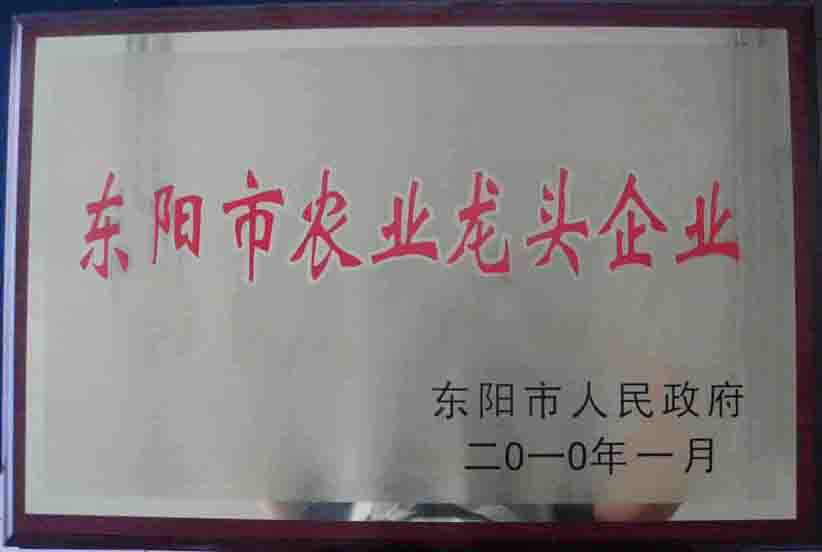 东阳市农业龙头企业
东阳市人民政府
二0一0年一月